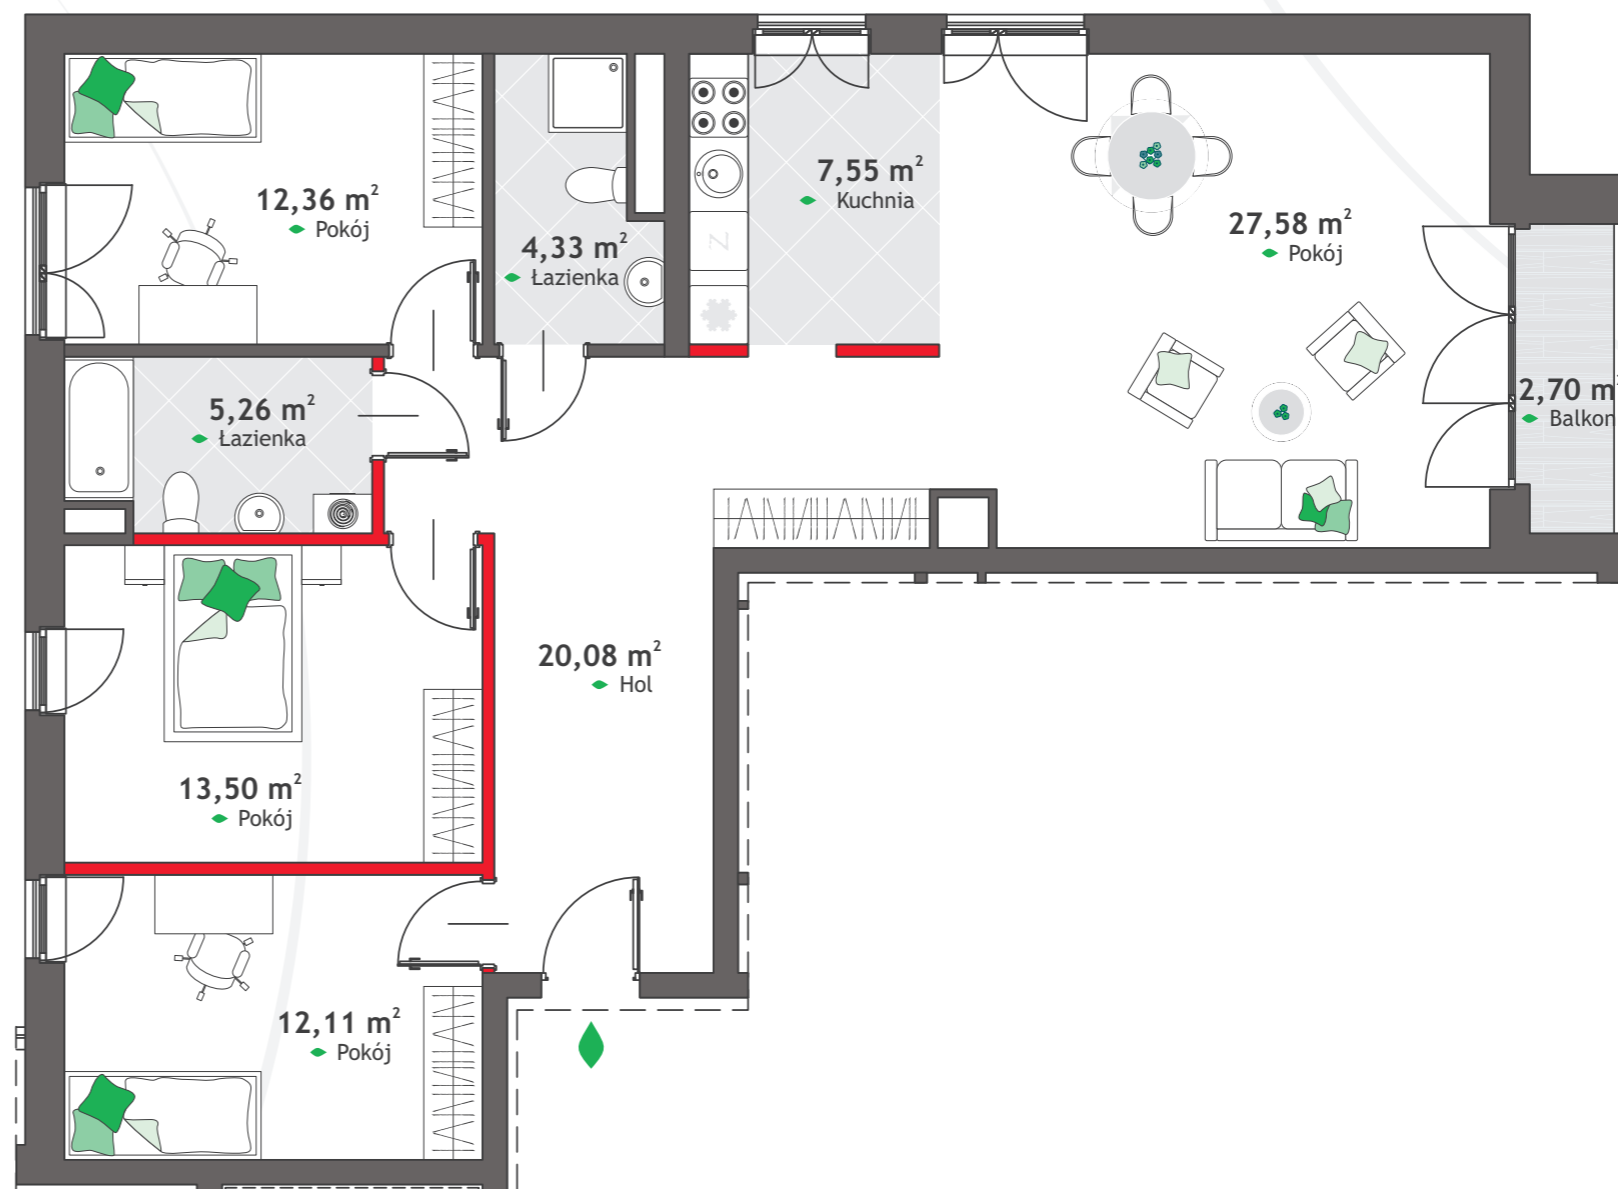 12,36 m²
Pokój
4,33 m²
Łazienka
7,55 m²
Kuchnia
27,58 m²
Pokój
Z
5,26 m²
Łazienka
2,70 m²
Balkon
20,08 m²
Hol
13,50 m²
Pokój
12,11 m²
Pokój